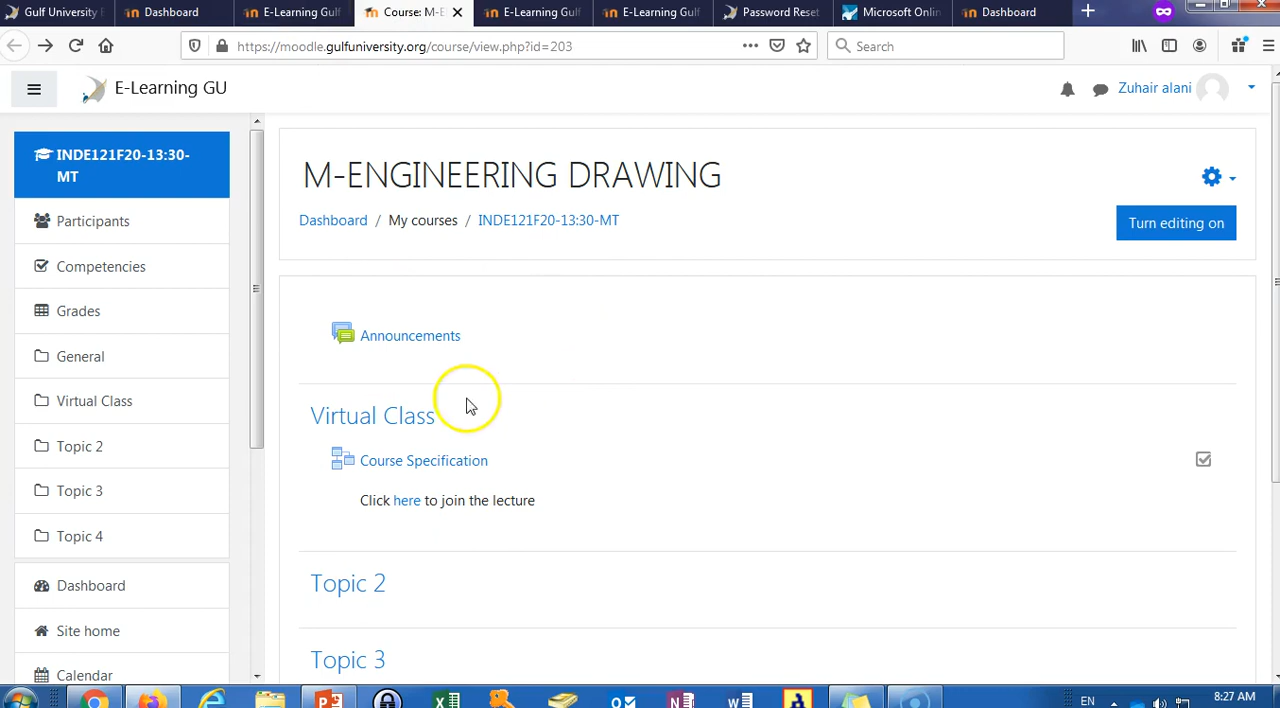 Gulf University E
Dashboard
E-Learning Gulf
Course: M-E
E-Learning Gulf
E-Learning Gulf
Password Reset
Microsoft Onlin
Dashboard
https://moodle.gulfuniversity.org/course/view.php?id=203
Search
E-Learning GU
Zuhair alani
INDE121F20-13:30-
MT
Participants
Competencies
Grades
General
Virtual Class
Topic 2
Topic 3
Topic 4
Dashboard
Site home
Calendar
M-ENGINEERING DRAWING
Dashboard / My courses / INDE121F20-13:30-MT
Turn editing on
Announcements
Virtual Class
Course Specification
Click here to join the lecture
Topic 2
Topic 3
EN
8:27 AM